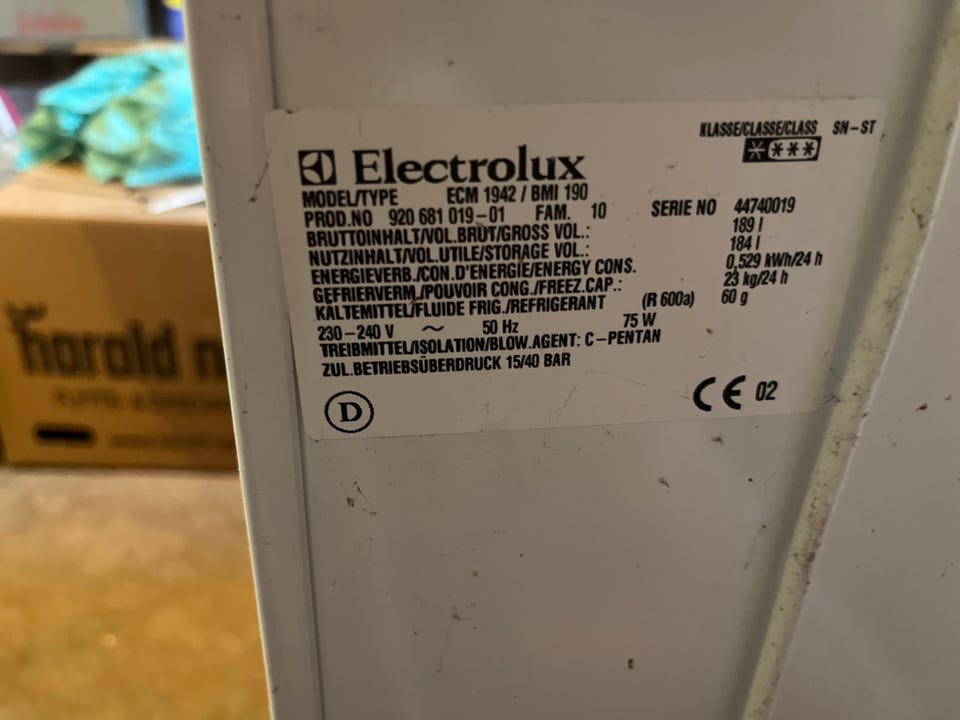 KLASSE/CLASSE/CLASS SN-ST
Electrolux
MODEL/TYPE ECM 1942 / BMI 190
PROD.NO 920 681 019-01 FAM. 10 SERIE NO 44740019
BRUTTOINHALT/VOL.BRUT/GROSS VOL.: 189 l
NUTZINHALT/VOL.UTILE/STORAGE VOL.: 184 l
ENERGIEVERB./CON.D'ENERGIE/ENERGY CONS. 0,529 kWh/24 h
GEFRIERVERM./POUVOIR CONG./FREEZ.CAP.: 23 kg/24 h
KALTEMITTEL/FLUIDE FRIG./REFRIGERANT (R 600a) 60 g
230-240 V ~ 50 Hz 75 W
TREIBMITTEL/ISOLATION/BLOW.AGENT: C-PENTAN
ZUL.BETRIEBSÜBERDRUCK 15/40 BAR
D
CE 02
harald